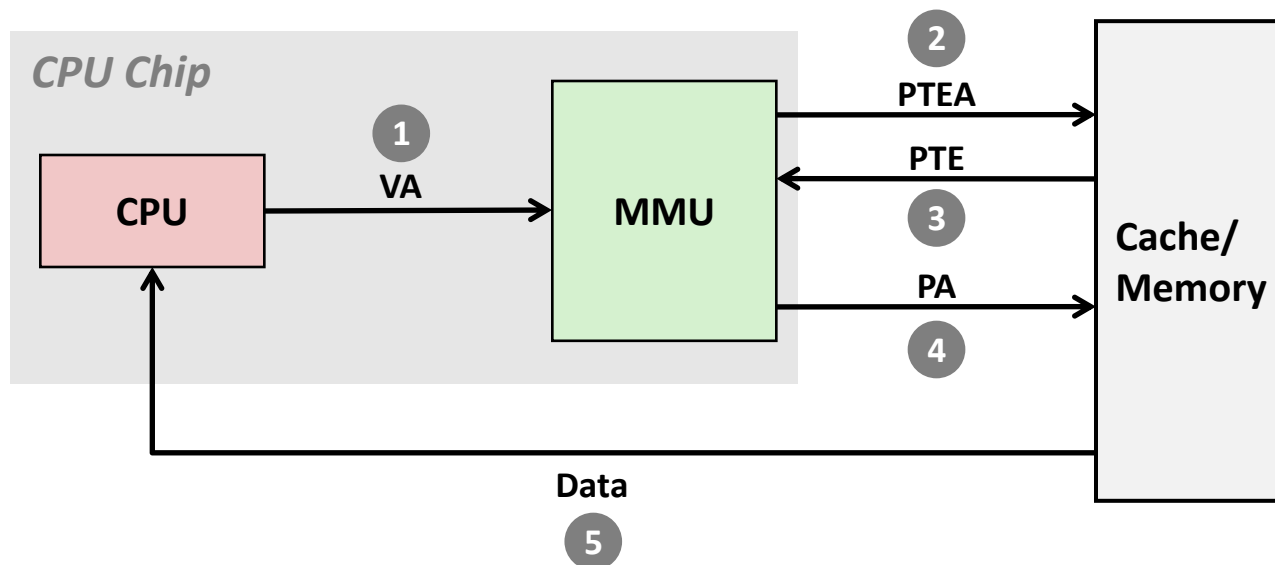 2
CPU Chip
PTEA
1
PTE
VA
CPU
MMU
3
Cache/
Memory
PA
4
Data
5